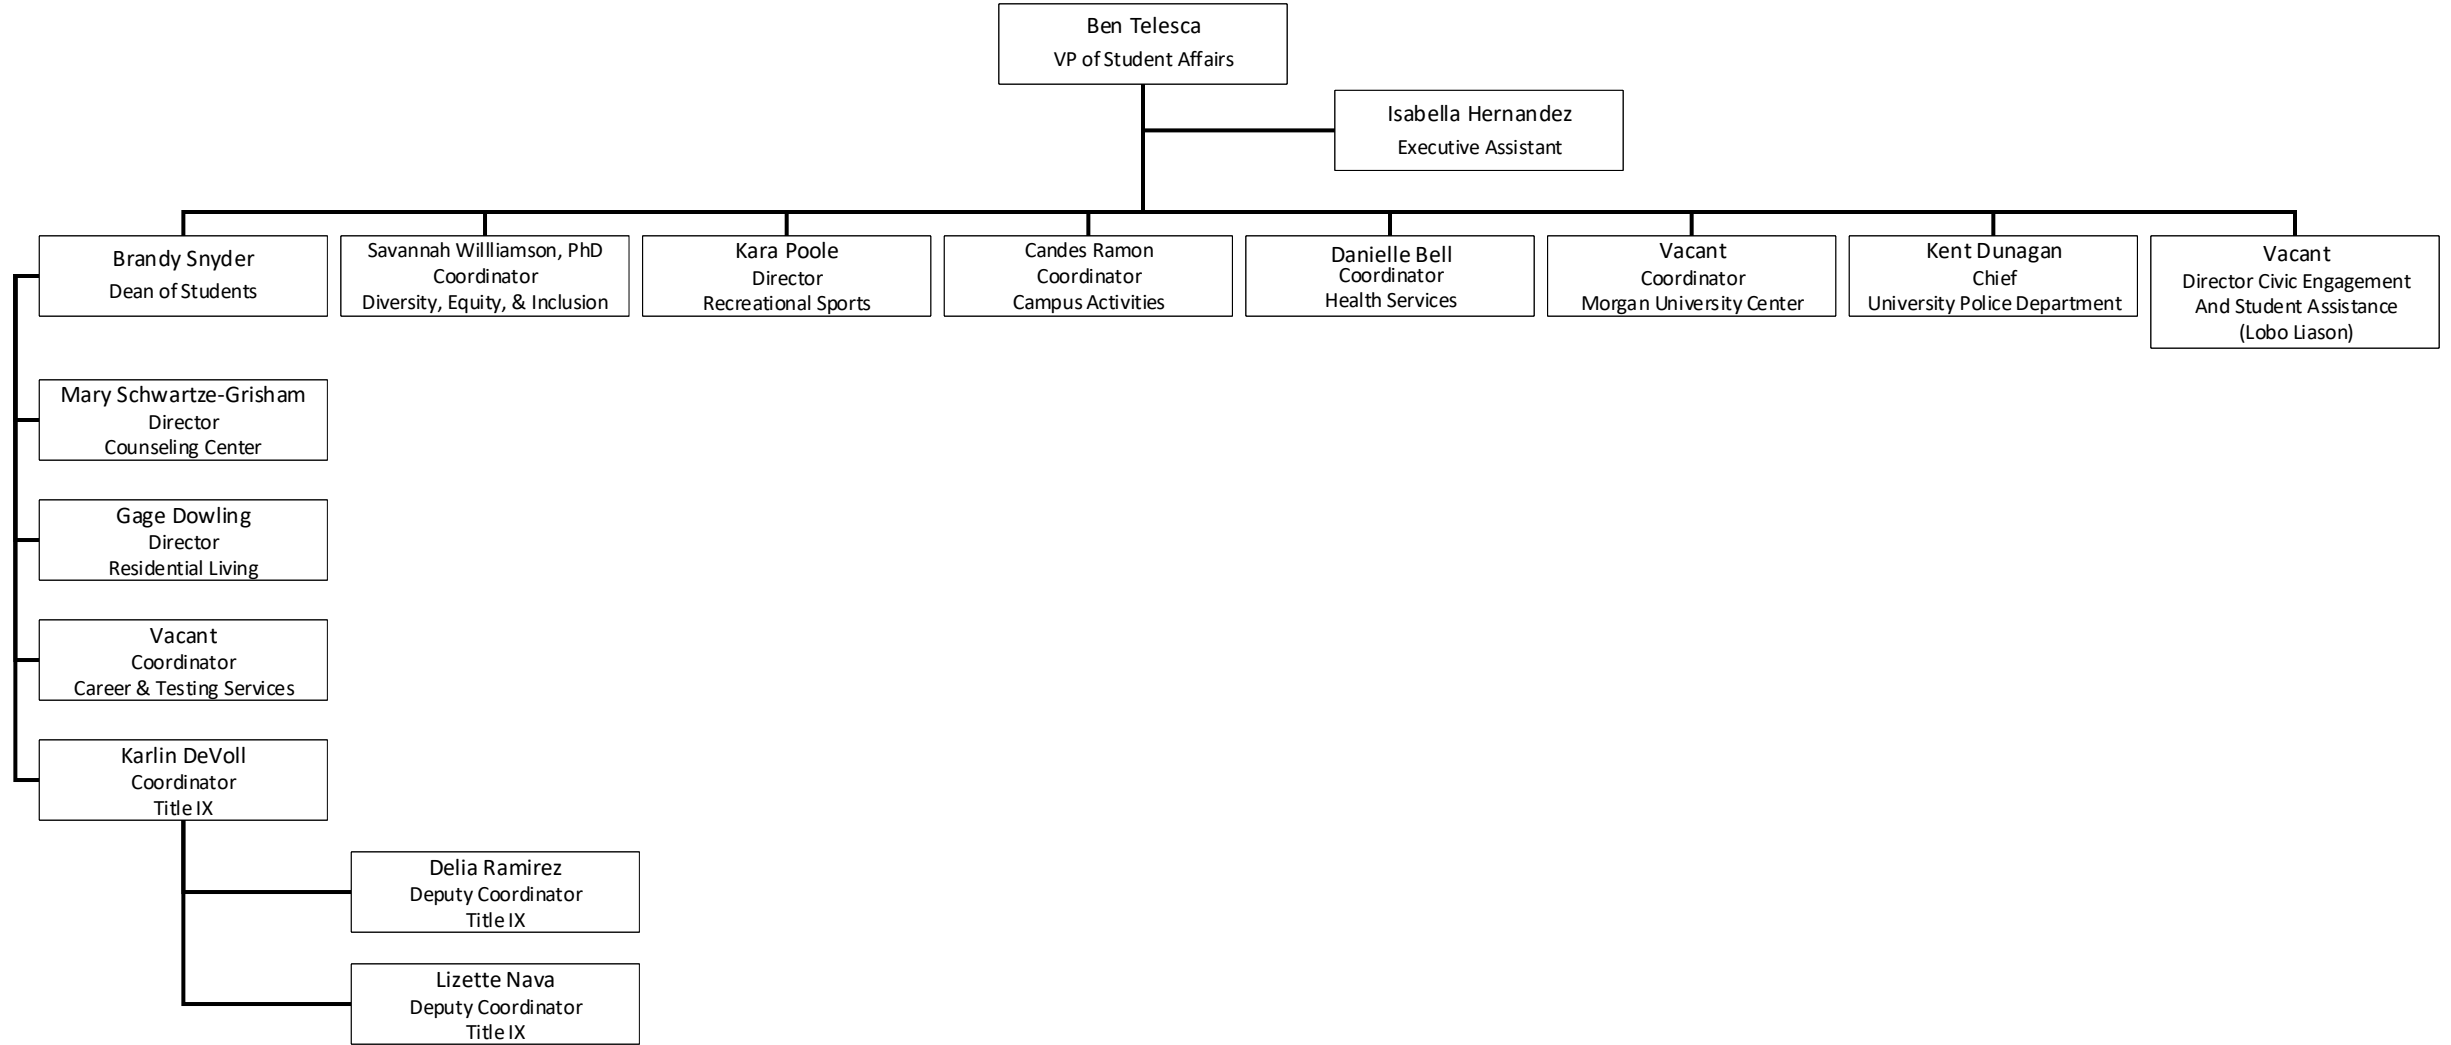 Ben Telesca
VP of Student Affairs
Isabella Hernandez
Executive Assistant
Brandy Snyder
Dean of Students
Savannah Willliamson, PhD
Coordinator
Diversity, Equity, & Inclusion
Kara Poole
Director
Recreational Sports
Candes Ramon
Coordinator
Campus Activities
Danielle Bell
Coordinator
Health Services
Vacant
Coordinator
Morgan University Center
Kent Dunagan
Chief
University Police Department
Vacant
Director Civic Engagement
And Student Assistance
(Lobo Liason)
Mary Schwartze-Grisham
Director
Counseling Center
Gage Dowling
Director
Residential Living
Vacant
Coordinator
Career & Testing Services
Karlin DeVoll
Coordinator
Title IX
Delia Ramirez
Deputy Coordinator
Title IX
Lizette Nava
Deputy Coordinator
Title IX